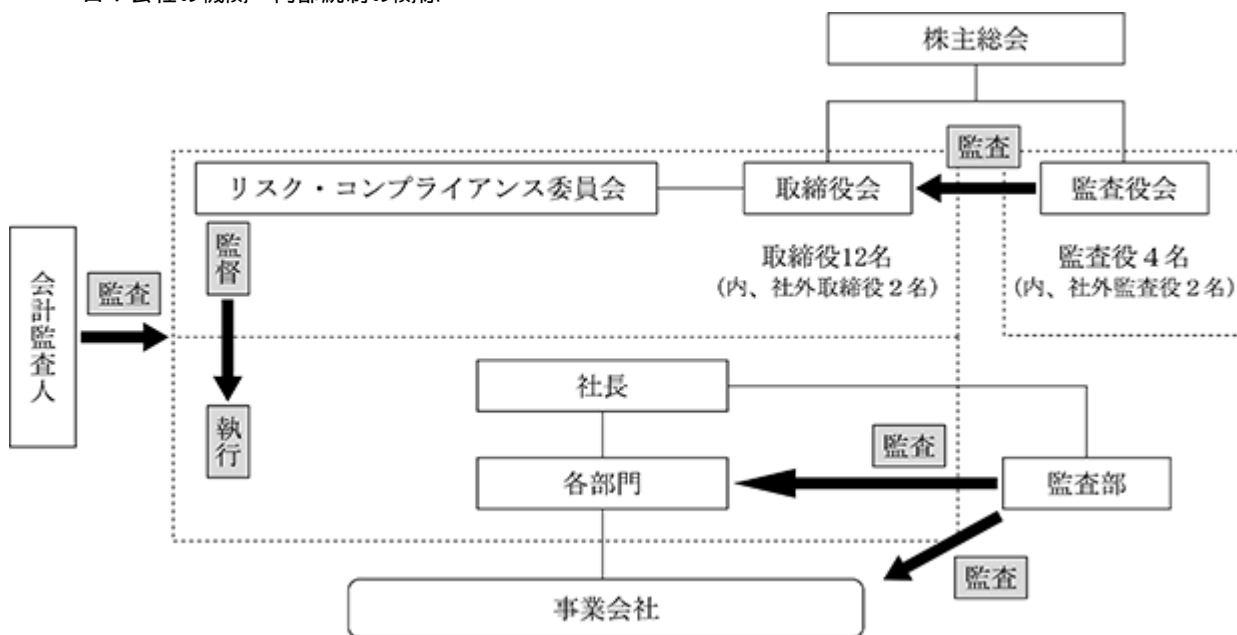 株主総会
監査
リスク・コンプライアンス委員会
取締役会
監査役会
監督
取締役12名
(内、社外取締役2名)
監査役4名
(内、社外監査役2名)
会計監査人
監査
社長
執行
監査
各部門
監査部
監査
事業会社